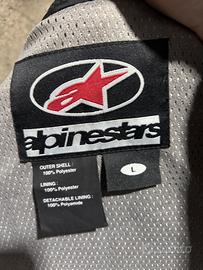 alpinestars
OUTER SHELL :
100% Polyester
LINING :
100% Polyester
DETACHABLE LINING :
100% Polyamide
L